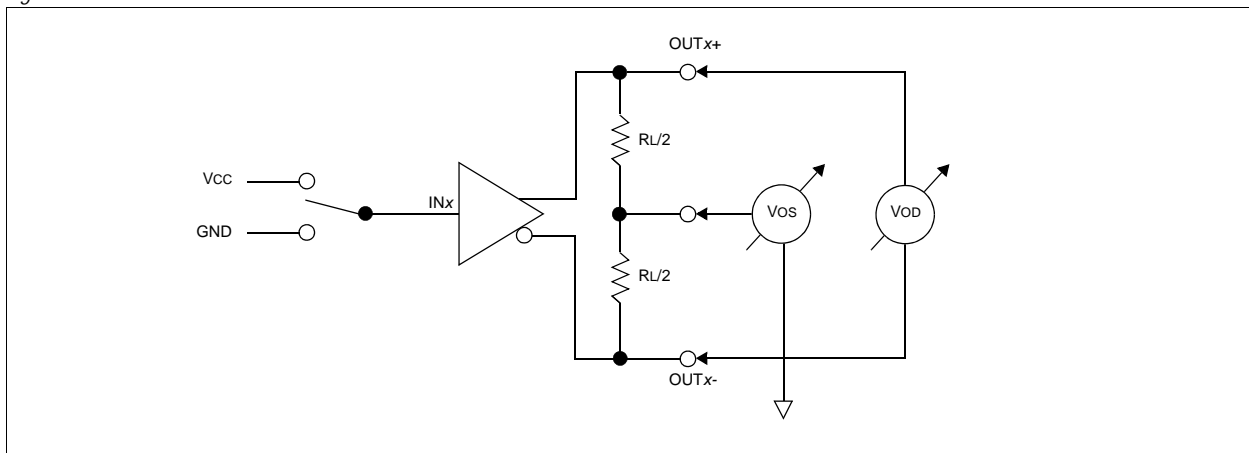 OUTx+
RL/2
VCC
INx
VOS
VOD
GND
RL/2
OUTx-